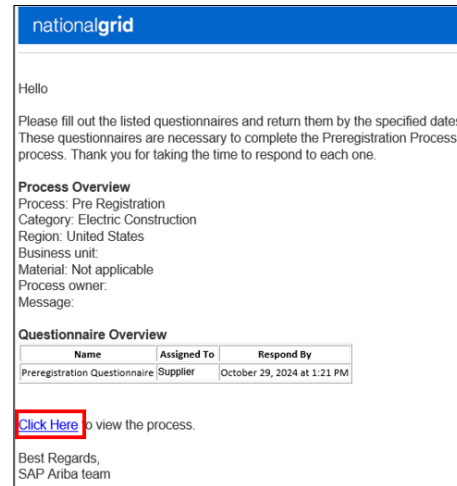 nationalgrid
Hello
Please fill out the listed questionnaires and return them by the specified dates
These questionnaires are necessary to complete the Preregistration Process
process. Thank you for taking the time to respond to each one.
Process Overview
Process: Pre Registration
Category: Electric Construction
Region: United States
Business unit:
Material: Not applicable
Process owner:
Message:
Questionnaire Overview
Name Assigned To Respond By
Preregistration Questionnaire Supplier October 29, 2024 at 1:21 PM
Click Here to view the process.
Best Regards,
SAP Ariba team